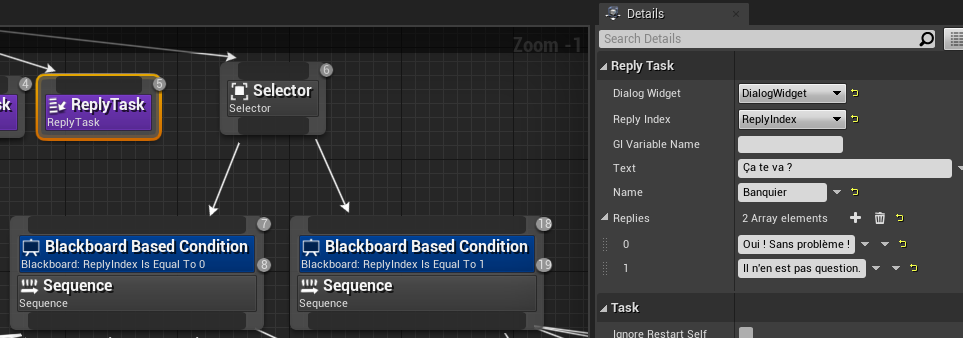 Zoom -1
4
5
6
sk
ReplyTask
ReplyTask
Selector
Selector
7
18
Blackboard Based Condition
Blackboard: ReplyIndex Is Equal To 0
8
Blackboard Based Condition
Blackboard: ReplyIndex Is Equal To 1
19
Sequence
Sequence
Sequence
Sequence
Details
Search Details
Reply Task
Dialog Widget
DialogWidget
Reply Index
ReplyIndex
GI Variable Name
Text
Ça te va ?
Name
Banquier
Replies
2 Array elements
0
Oui ! Sans problème !
1
Il n'en est pas question.
Task
Ignore Restart Self